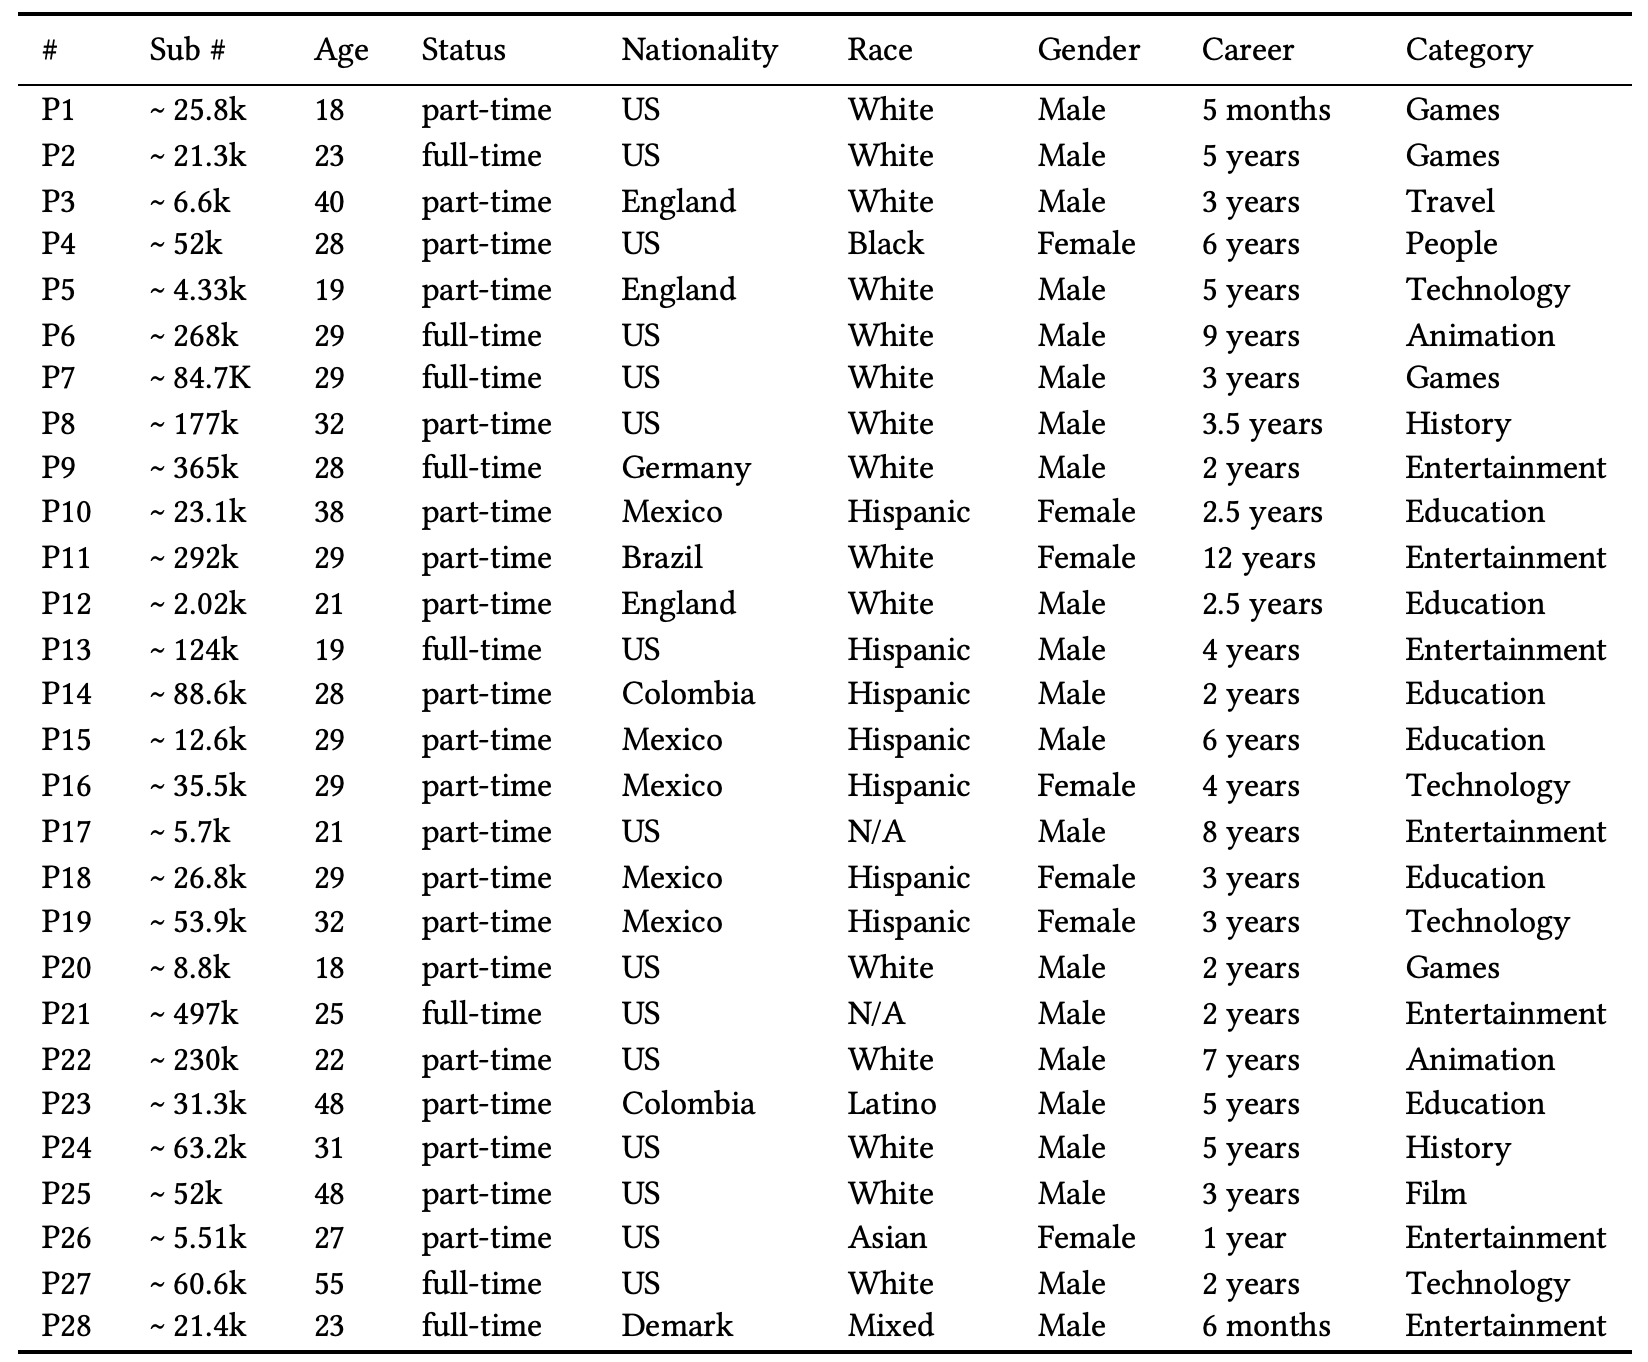 # Sub # Age Status Nationality Race Gender Career Category
P1 ~ 25.8k 18 part-time US White Male 5 months Games
P2 ~ 21.3k 23 full-time US White Male 5 years Games
P3 ~ 6.6k 40 part-time England White Male 3 years Travel
P4 ~ 52k 28 part-time US Black Female 6 years People
P5 ~ 4.33k 19 part-time England White Male 5 years Technology
P6 ~ 268k 29 full-time US White Male 9 years Animation
P7 ~ 84.7K 29 full-time US White Male 3 years Games
P8 ~ 177k 32 part-time US White Male 3.5 years History
P9 ~ 365k 28 full-time Germany White Male 2 years Entertainment
P10 ~ 23.1k 38 part-time Mexico Hispanic Female 2.5 years Education
P11 ~ 292k 29 part-time Brazil White Female 12 years Entertainment
P12 ~ 2.02k 21 part-time England White Male 2.5 years Education
P13 ~ 124k 19 full-time US Hispanic Male 4 years Entertainment
P14 ~ 88.6k 28 part-time Colombia Hispanic Male 2 years Education
P15 ~ 12.6k 29 part-time Mexico Hispanic Male 6 years Education
P16 ~ 35.5k 29 part-time Mexico Hispanic Female 4 years Technology
P17 ~ 5.7k 21 part-time US N/A Male 8 years Entertainment
P18 ~ 26.8k 29 part-time Mexico Hispanic Female 3 years Education
P19 ~ 53.9k 32 part-time Mexico Hispanic Female 3 years Technology
P20 ~ 8.8k 18 part-time US White Male 2 years Games
P21 ~ 497k 25 full-time US N/A Male 2 years Entertainment
P22 ~ 230k 22 part-time US White Male 7 years Animation
P23 ~ 31.3k 48 part-time Colombia Latino Male 5 years Education
P24 ~ 63.2k 31 part-time US White Male 5 years History
P25 ~ 52k 48 part-time US White Male 3 years Film
P26 ~ 5.51k 27 part-time US Asian Female 1 year Entertainment
P27 ~ 60.6k 55 full-time US White Male 2 years Technology
P28 ~ 21.4k 23 full-time Demark Mixed Male 6 months Entertainment